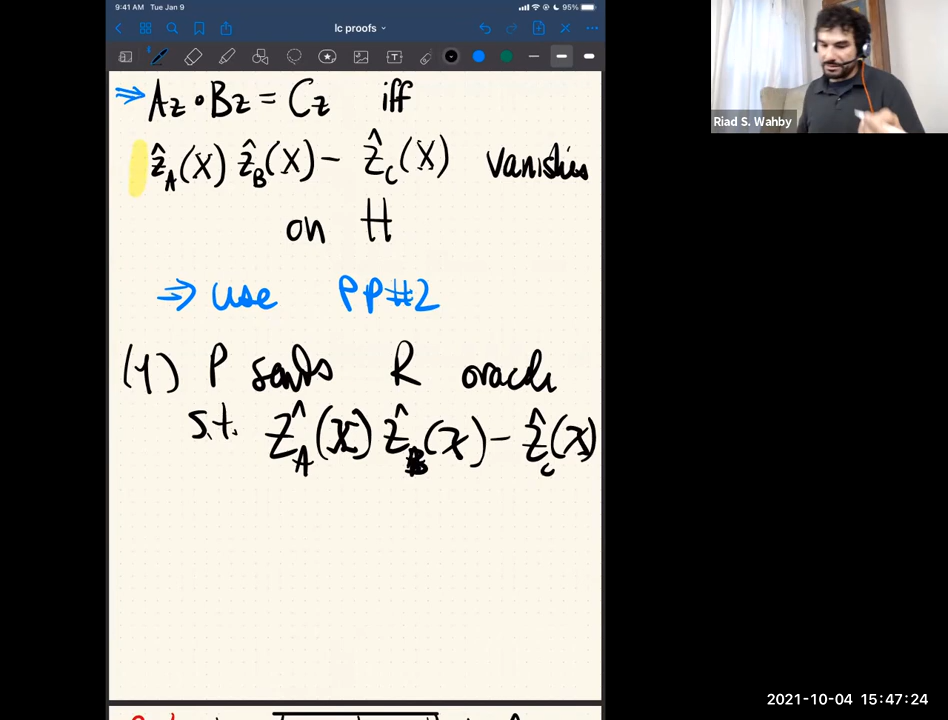 9:41 AM Tue Jan 9
95%
lc proofs
⇒ Az ∘ Bz = Cz iff
ẑ_A(X) ẑ_B(X) − ẑ_C(X) vanishes
on H
⇒ use PP#2
(4) P sends R oracle
s.t. ẑ_A(X) ẑ_B(X) − ẑ_C(X)
Riad S. Wahby
2021-10-04 15:47:24